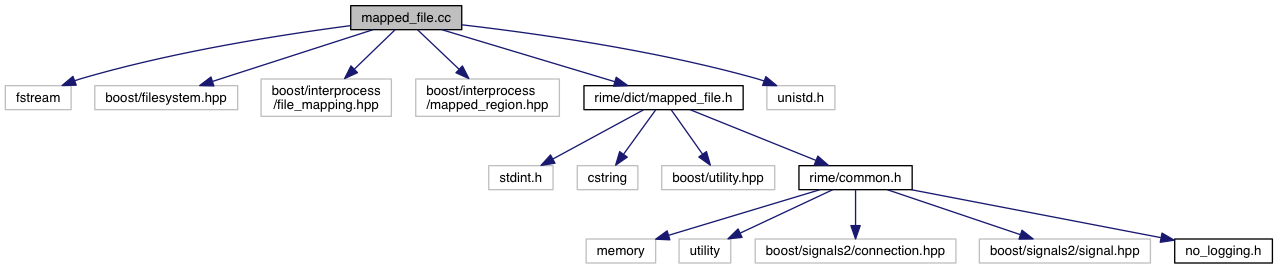 mapped_file.cc
fstream
boost/filesystem.hpp
boost/interprocess
/file_mapping.hpp
boost/interprocess
/mapped_region.hpp
rime/dict/mapped_file.h
unistd.h
stdint.h
cstring
boost/utility.hpp
rime/common.h
memory
utility
boost/signals2/connection.hpp
boost/signals2/signal.hpp
no_logging.h